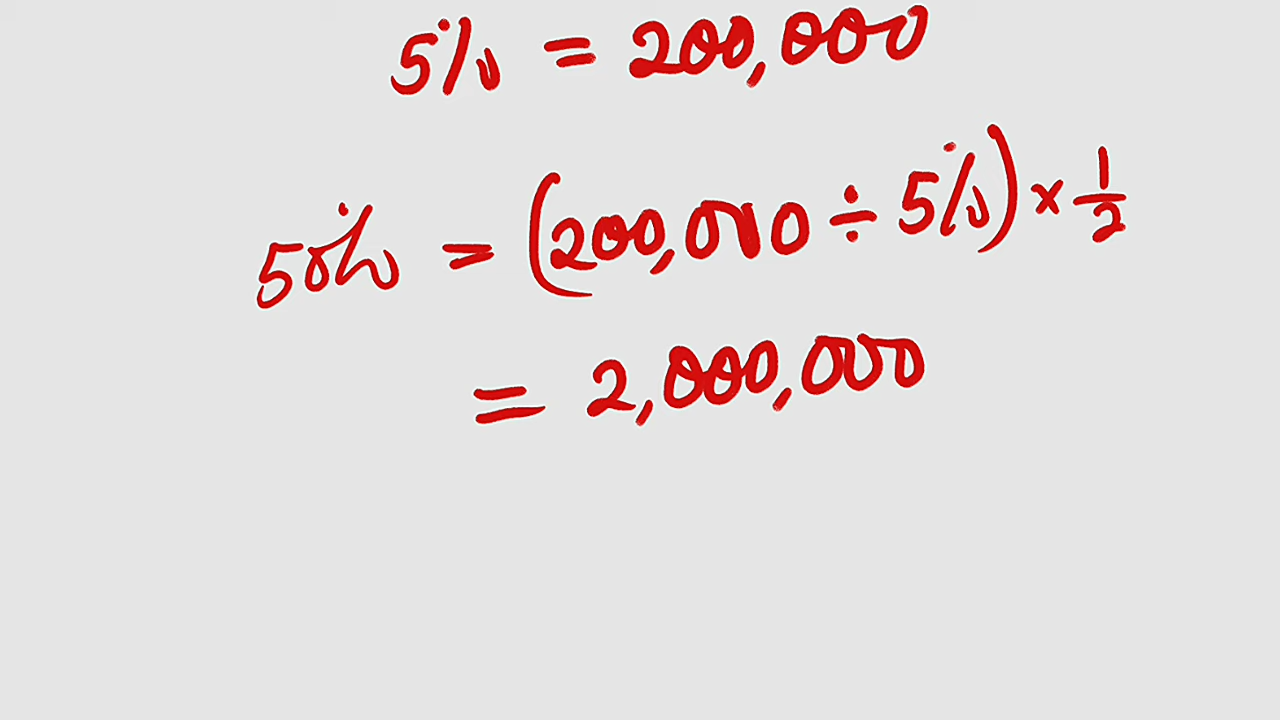 5% = 200,000
50% = (200,000 ÷ 5%) × 1/2
= 2,000,000